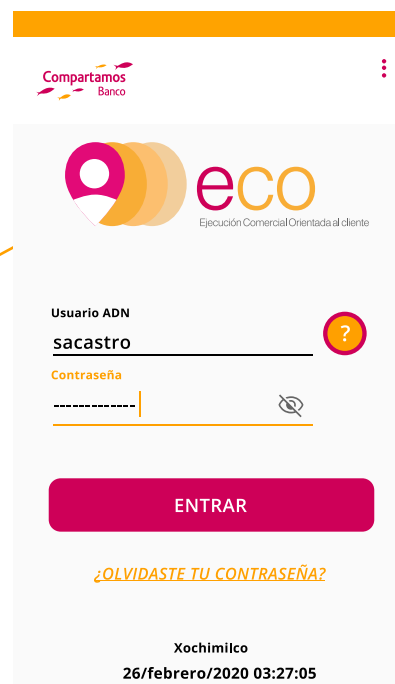 Compartamos
Banco
eco
Ejecución Comercial Orientada al cliente
Usuario ADN
sacastro
?
Contraseña
-------------
ENTRAR
¿OLVIDASTE TU CONTRASEÑA?
Xochimilco
26/febrero/2020 03:27:05